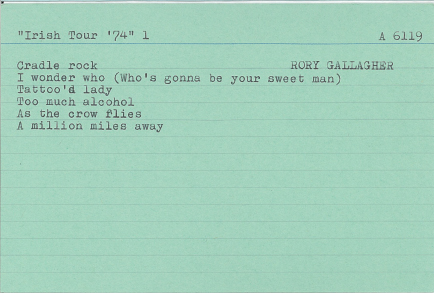 "Irish Tour '74" 1 A 6119
Cradle rock RORY GALLAGHER
I wonder who (Who's gonna be your sweet man)
Tattoo'd lady
Too much alcohol
As the crow flies
A million miles away